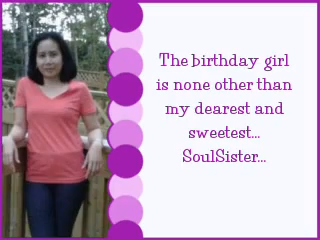 The birthday girl
is none other than
my dearest and
sweetest...
SoulSister...